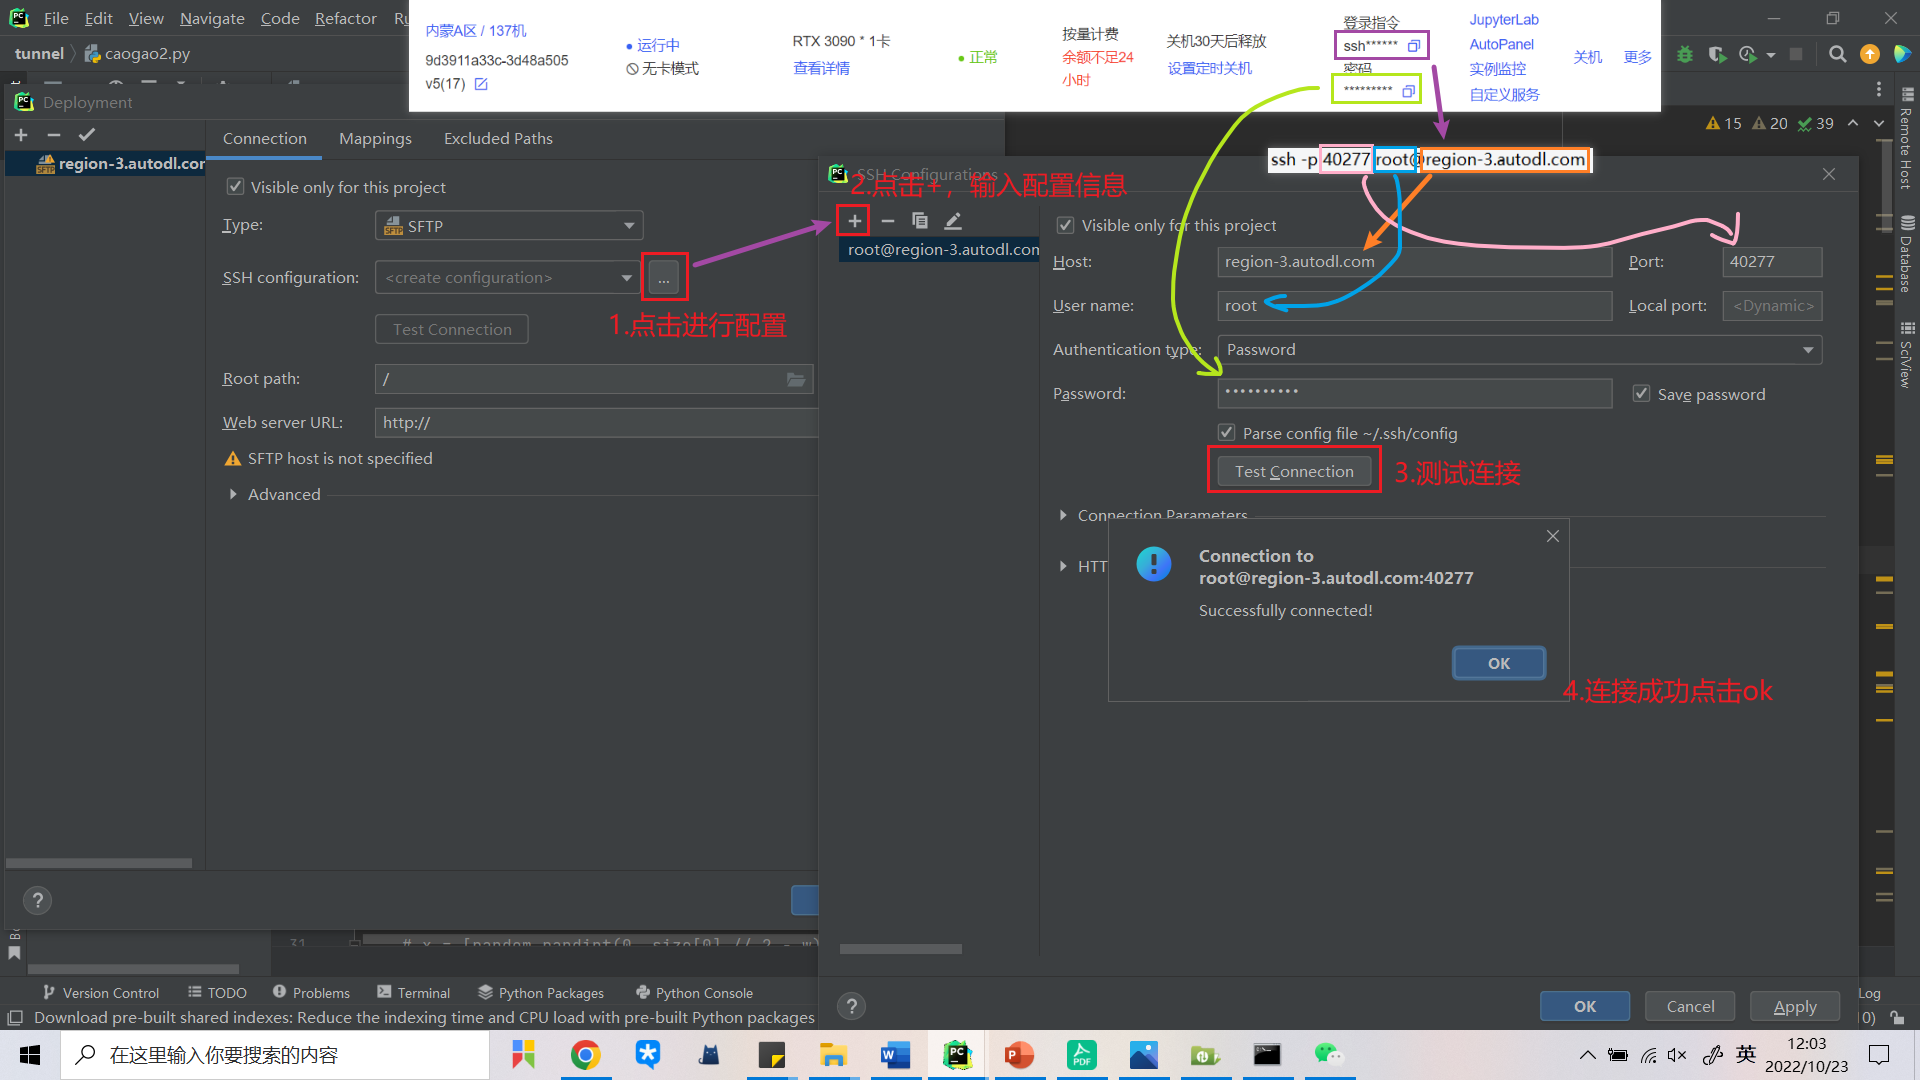 File Edit View Navigate Code Refactor
内蒙A区 / 137机
9d3911a33c-3d48a505
v5(17)
运行中
无卡模式
RTX 3090 * 1卡
查看详情
正常
按量计费
余额不足24
小时
关机30天后释放
设置定时关机
登录指令
ssh******
密码
*********
JupyterLab
AutoPanel
实例监控
自定义服务
关机 更多
tunnel caogao2.py
Deployment
region-3.autodl.cor
Connection Mappings Excluded Paths
Visible only for this project
Type: SFTP
SSH configuration: <create configuration> ...
1.点击进行配置
Test Connection
Root path: /
Web server URL: http://
SFTP host is not specified
Advanced
15 20 39
ssh -p 40277 root@region-3.autodl.com
SSH Configurations
2.点击+，输入配置信息
root@region-3.autodl.con
Visible only for this project
Host: region-3.autodl.com Port: 40277
User name: root Local port: <Dynamic>
Authentication type: Password
Password: •••••••••• Save password
Parse config file ~/.ssh/config
Test Connection
3.测试连接
Connection Parameters
HTT
Connection to
root@region-3.autodl.com:40277
Successfully connected!
OK
4.连接成功点击ok
OK Cancel Apply
Remote Host
Database
SciView
31 # x = [random.randint(0, size[0] // 2 - w)
Version Control TODO Problems Terminal Python Packages Python Console
Log
Download pre-built shared indexes: Reduce the indexing time and CPU load with pre-built Python packages
0)
在这里输入你要搜索的内容
英
12:03
2022/10/23